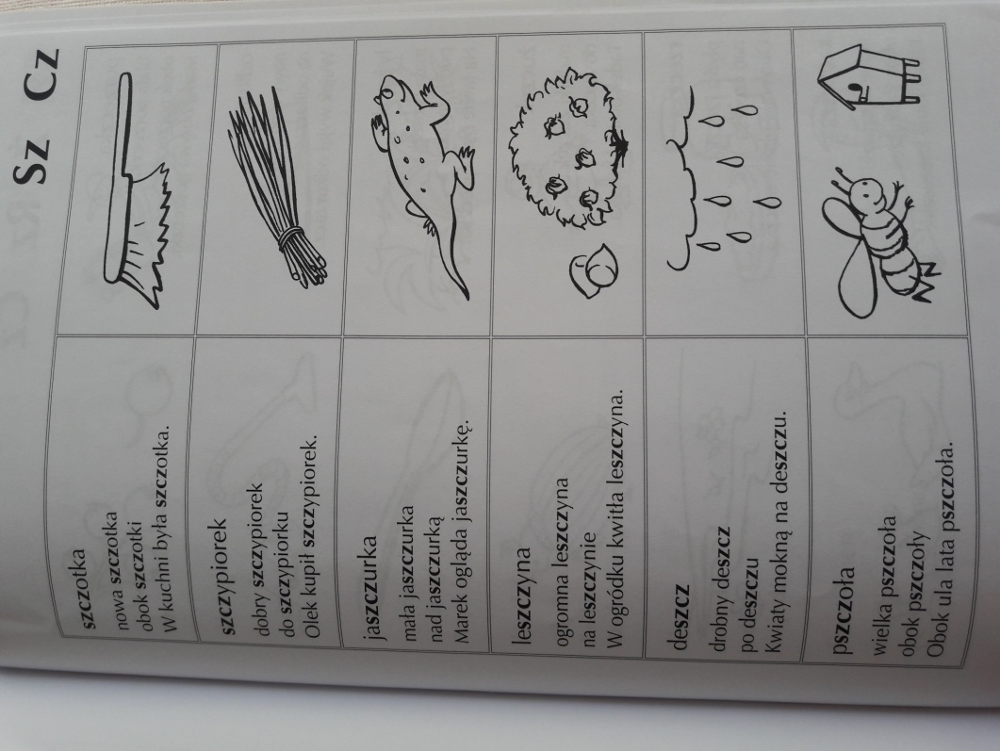 Sz Cz
szczotka
nowa szczotka
obok szczotki
W kuchni była szczotka.
szczypiorek
dobry szczypiorek
do szczypiorku
Olek kupił szczypiorek.
jaszczurka
mała jaszczurka
nad jaszczurką
Marek ogląda jaszczurkę.
leszczyna
ogromna leszczyna
na leszczynie
W ogródku kwitła leszczyna.
deszcz
drobny deszcz
po deszczu
Kwiaty mokną na deszczu.
pszczoła
wielka pszczoła
obok pszczoły
Obok ula lata pszczoła.